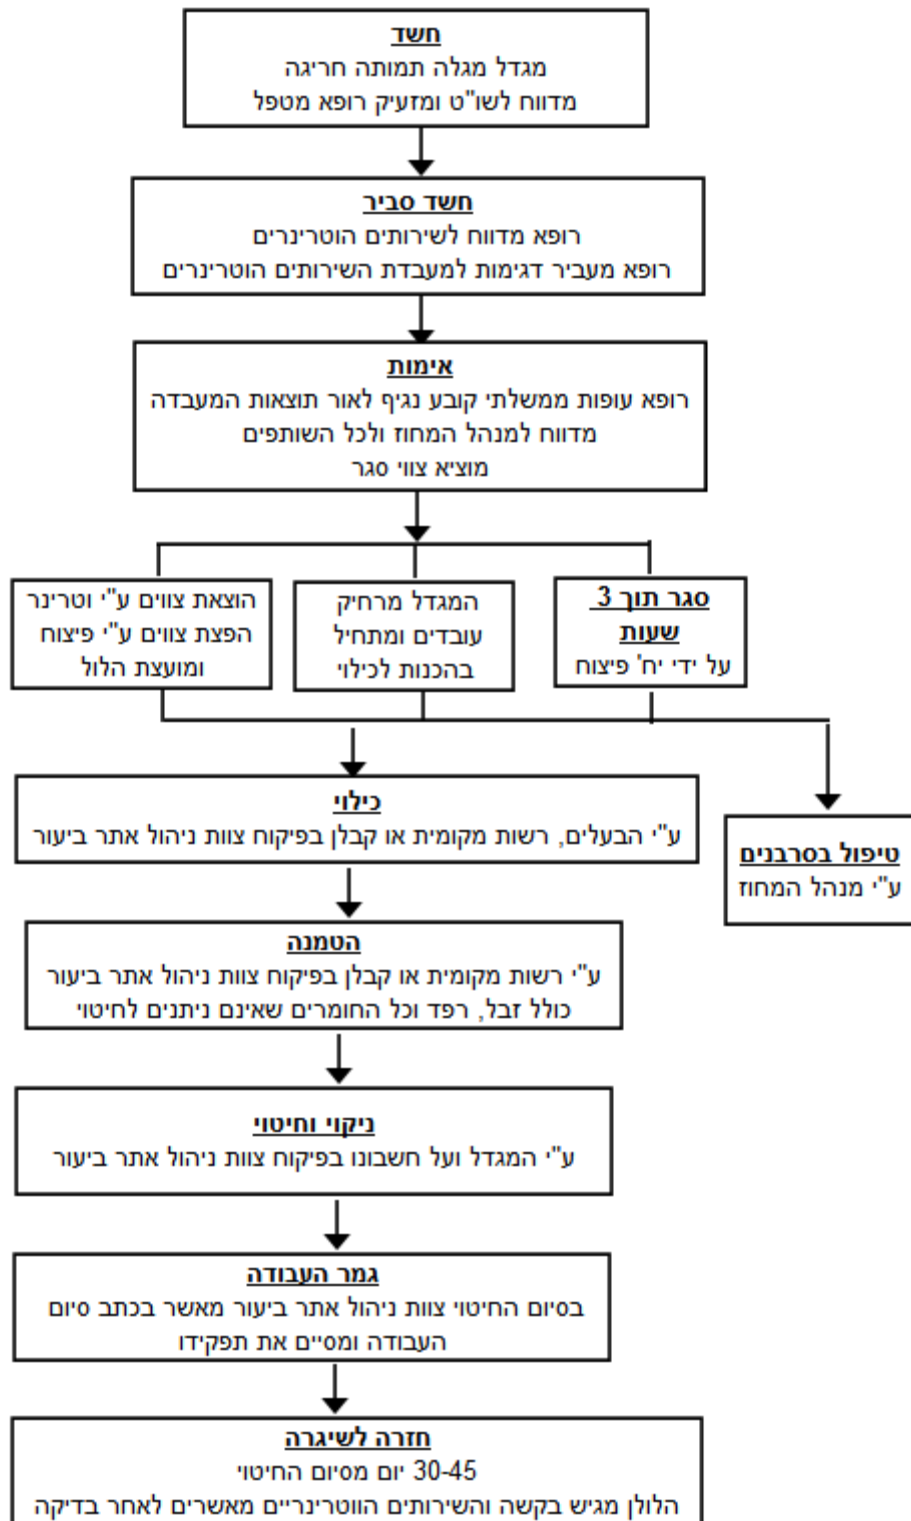 חשד
מגדל מגלה תמותה חריגה
מדווח לשו"ט ומזעיק רופא מטפל
חשד סביר
רופא מדווח לשירותים הוטרינרים
רופא מעביר דגימות למעבדת השירותים הוטרינרים
אימות
רופא עופות ממשלתי קובע נגיף לאור תוצאות המעבדה
מדווח למנהל המחוז ולכל השותפים
מוציא צווי סגר
סגר תוך 3
שעות
על ידי יח' פיצוח
המגדל מרחיק
עובדים ומתחיל
בהכנות לכילוי
הוצאת צווים ע"י וטרינר
הפצת צווים ע"י פיצוח
ומועצת הלול
כילוי
ע"י הבעלים, רשות מקומית או קבלן בפיקוח צוות ניהול אתר ביעור
טיפול בסרבנים
ע"י מנהל המחוז
הטמנה
ע"י רשות מקומית או קבלן בפיקוח צוות ניהול אתר ביעור
כולל זבל, רפד וכל החומרים שאינם ניתנים לחיטוי
ניקוי וחיטוי
ע"י המגדל ועל חשבונו בפיקוח צוות ניהול אתר ביעור
גמר העבודה
בסיום החיטוי צוות ניהול אתר ביעור מאשר בכתב סיום
העבודה ומסיים את תפקידו
חזרה לשיגרה
30-45 יום מסיום החיטוי
הלולן מגיש בקשה והשירותים הווטרינריים מאשרים לאחר בדיקה